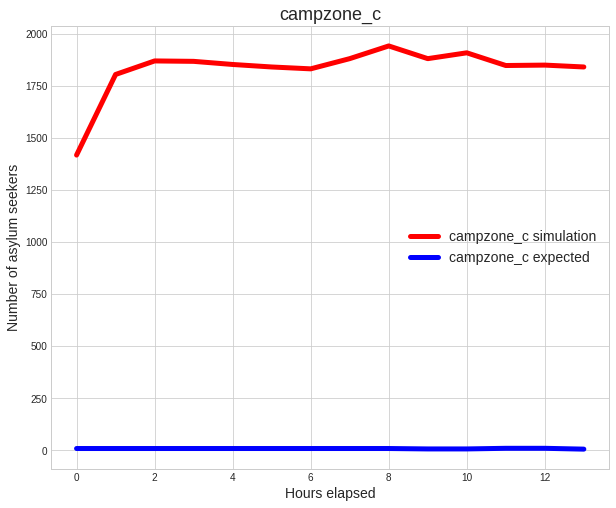 campzone_c
2000
1750
1500
1250
1000
750
500
250
0
Number of asylum seekers
campzone_c simulation
campzone_c expected
0 2 4 6 8 10 12
Hours elapsed